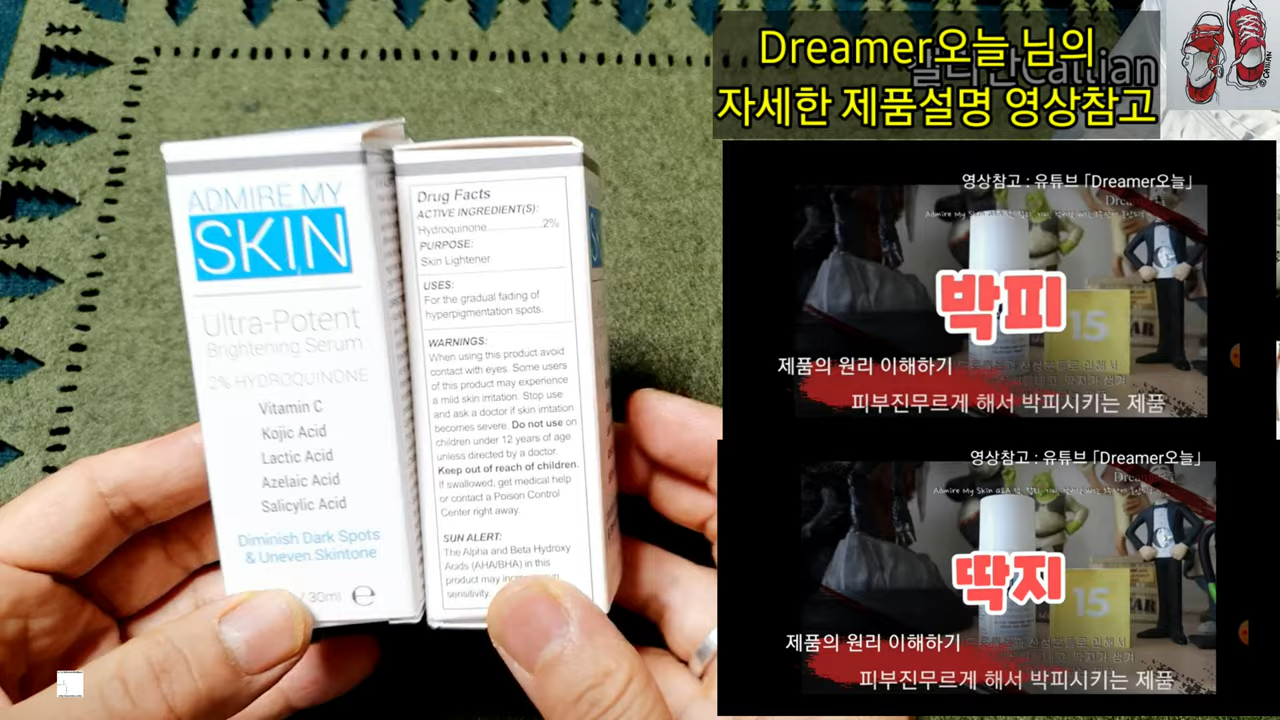 Dreamer오늘 님의
자세한 제품설명 영상참고
ADMIRE MY
SKIN
Ultra-Potent
Brightening Serum
2% HYDROQUINONE
Vitamin C
Kojic Acid
Lactic Acid
Azelaic Acid
Salicylic Acid
Diminish Dark Spots
& Uneven Skintone
30ml
Drug Facts
ACTIVE INGREDIENT(S):
Hydroquinone....................2%
PURPOSE:
Skin Lightener
USES:
For the gradual fading of
hyperpigmentation spots.
WARNINGS:
When using this product avoid
contact with eyes. Some users
of this product may experience
a mild skin irritation. Stop use
and ask a doctor if skin irritation
becomes severe. Do not use on
children under 12 years of age
unless directed by a doctor.
Keep out of reach of children.
If swallowed, get medical help
or contact a Poison Control
Center right away.
SUN ALERT:
The Alpha and Beta Hydroxy
Acids (AHA/BHA) in this
product may
sensitivity.
영상참고 : 유튜브 「Dreamer오늘」
박피
15
제품의 원리 이해하기
피부진무르게 해서 박피시키는 제품
영상참고 : 유튜브 「Dreamer오늘」
딱지
15
제품의 원리 이해하기
피부진무르게 해서 박피시키는 제품